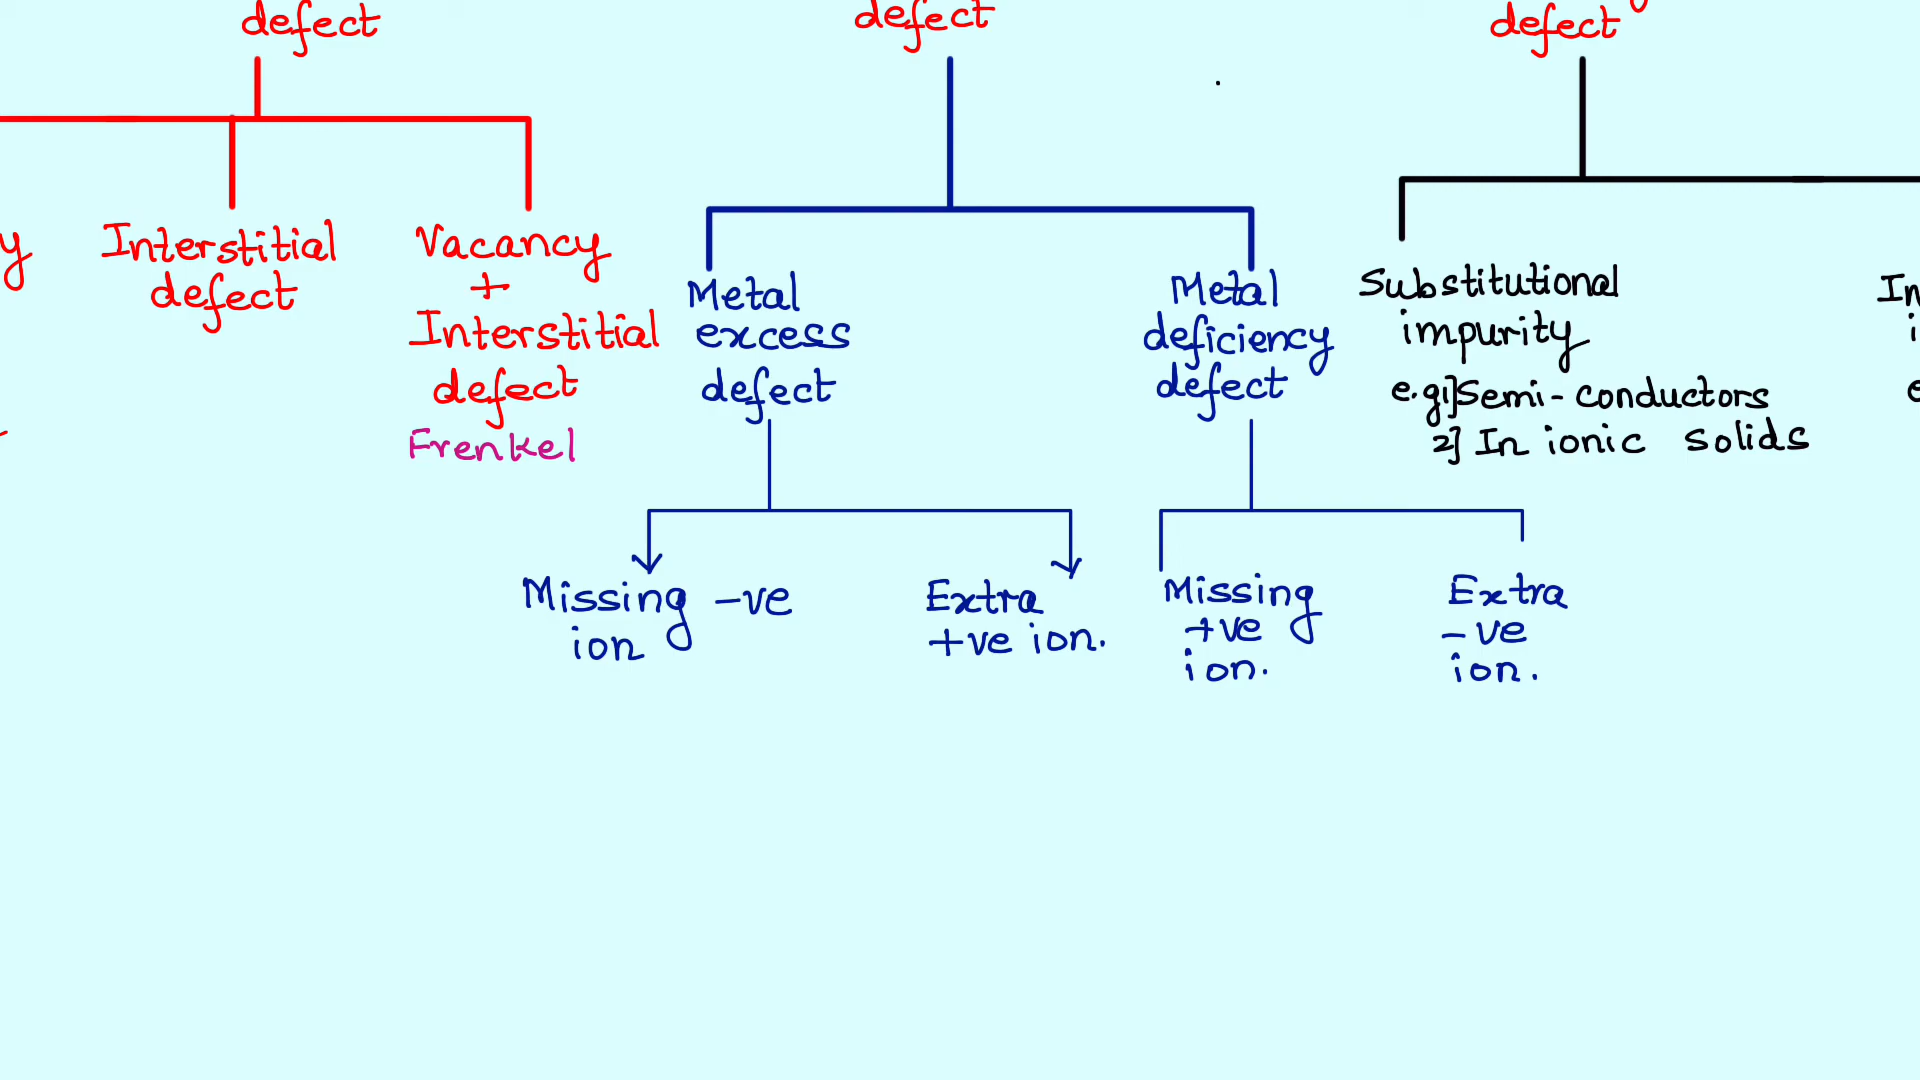 defect
defect
defect
y
Interstitial
defect
Vacancy
+
Interstitial
defect
Frenkel
Metal
excess
defect
Metal
deficiency
defect
Substitutional
impurity
e.g 1] Semi-conductors
2] In ionic solids
In
i
e
Missing -ve
ion
Extra
+ve ion.
Missing
+ve
ion.
Extra
-ve
ion.